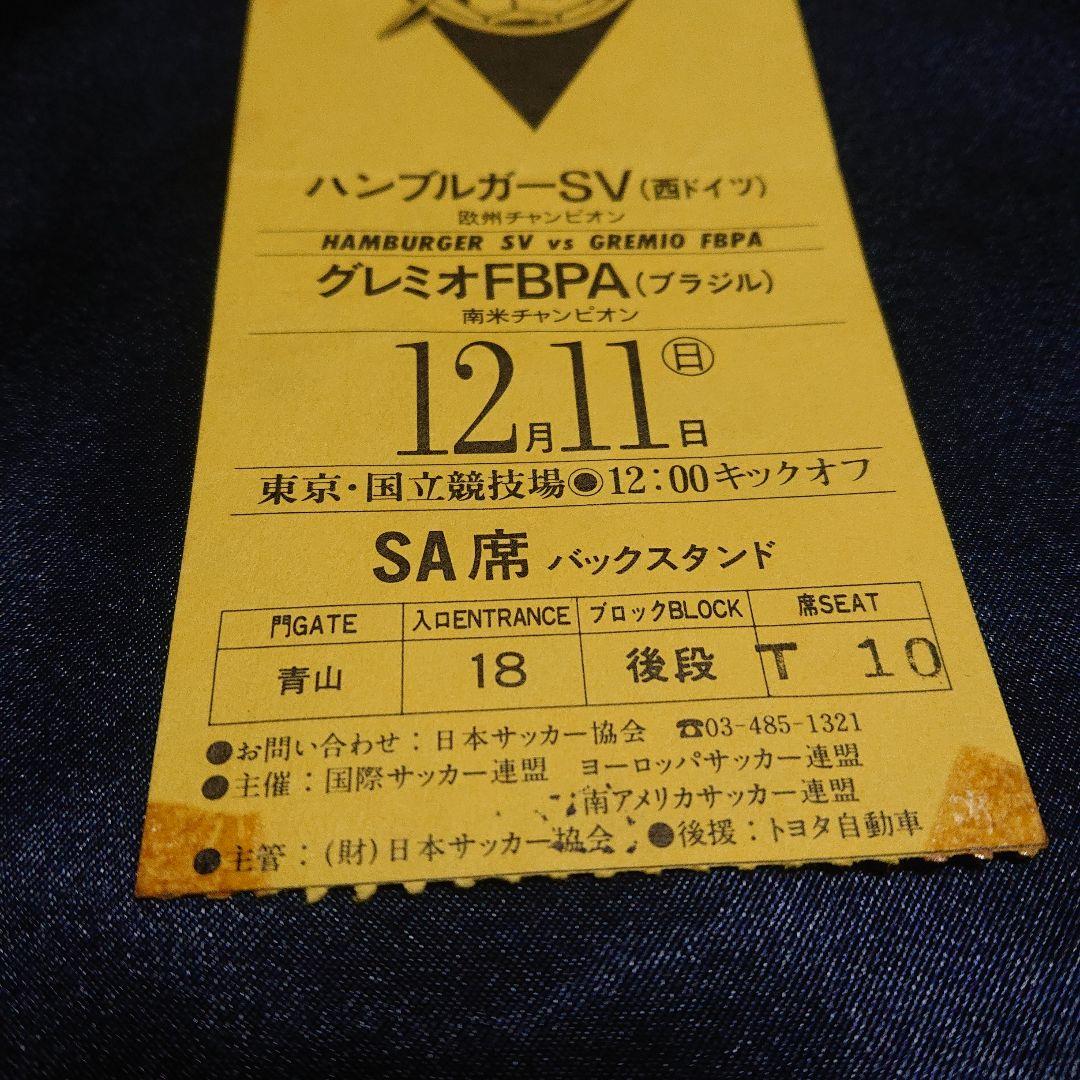 ハンブルガーSV(西ドイツ)
欧州チャンピオン
HAMBURGER SV vs GREMIO FBPA
グレミオFBPA(ブラジル)
南米チャンピオン
12月11日㊐
東京・国立競技場●12:00キックオフ
SA席 バックスタンド
門GATE 入口ENTRANCE ブロックBLOCK 席SEAT
青山 18 後段 T 10
●お問い合わせ:日本サッカー協会 ☎03-485-1321
●主催:国際サッカー連盟 ヨーロッパサッカー連盟
南アメリカサッカー連盟
●主管:(財)日本サッカー協会 ●後援:トヨタ自動車